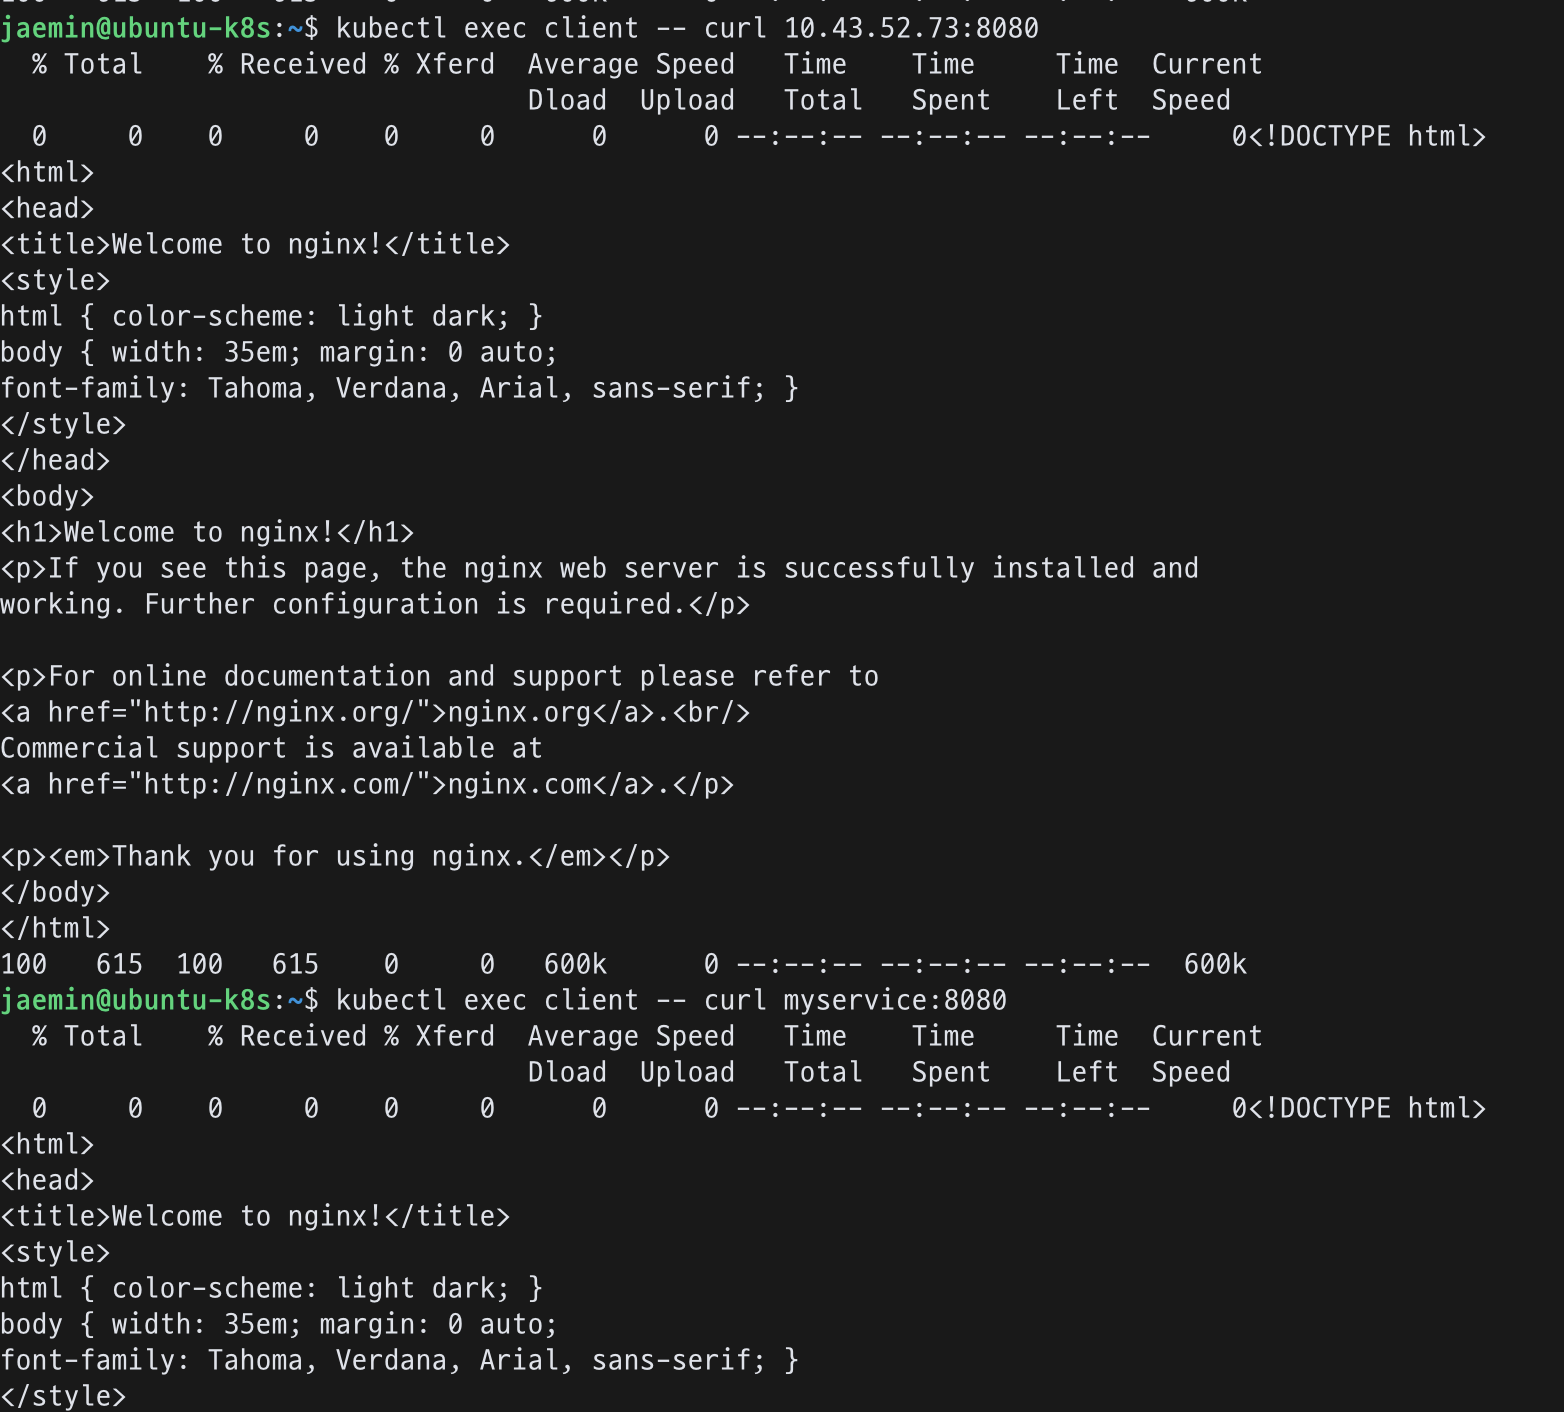 100    615  100    615    0      0   600k      0 --:--:-- --:--:-- --:--:--  600k
jaemin@ubuntu-k8s:~$ kubectl exec client -- curl 10.43.52.73:8080
  % Total    % Received % Xferd  Average Speed   Time    Time     Time  Current
                                 Dload  Upload   Total   Spent    Left  Speed
  0     0    0     0    0     0      0      0 --:--:-- --:--:-- --:--:--     0<!DOCTYPE html>
<html>
<head>
<title>Welcome to nginx!</title>
<style>
html { color-scheme: light dark; }
body { width: 35em; margin: 0 auto;
font-family: Tahoma, Verdana, Arial, sans-serif; }
</style>
</head>
<body>
<h1>Welcome to nginx!</h1>
<p>If you see this page, the nginx web server is successfully installed and
working. Further configuration is required.</p>

<p>For online documentation and support please refer to
<a href="http://nginx.org/">nginx.org</a>.<br/>
Commercial support is available at
<a href="http://nginx.com/">nginx.com</a>.</p>

<p><em>Thank you for using nginx.</em></p>
</body>
</html>
100   615  100   615    0     0   600k      0 --:--:-- --:--:-- --:--:--  600k
jaemin@ubuntu-k8s:~$ kubectl exec client -- curl myservice:8080
  % Total    % Received % Xferd  Average Speed   Time    Time     Time  Current
                                 Dload  Upload   Total   Spent    Left  Speed
  0     0    0     0    0     0      0      0 --:--:-- --:--:-- --:--:--     0<!DOCTYPE html>
<html>
<head>
<title>Welcome to nginx!</title>
<style>
html { color-scheme: light dark; }
body { width: 35em; margin: 0 auto;
font-family: Tahoma, Verdana, Arial, sans-serif; }
</style>